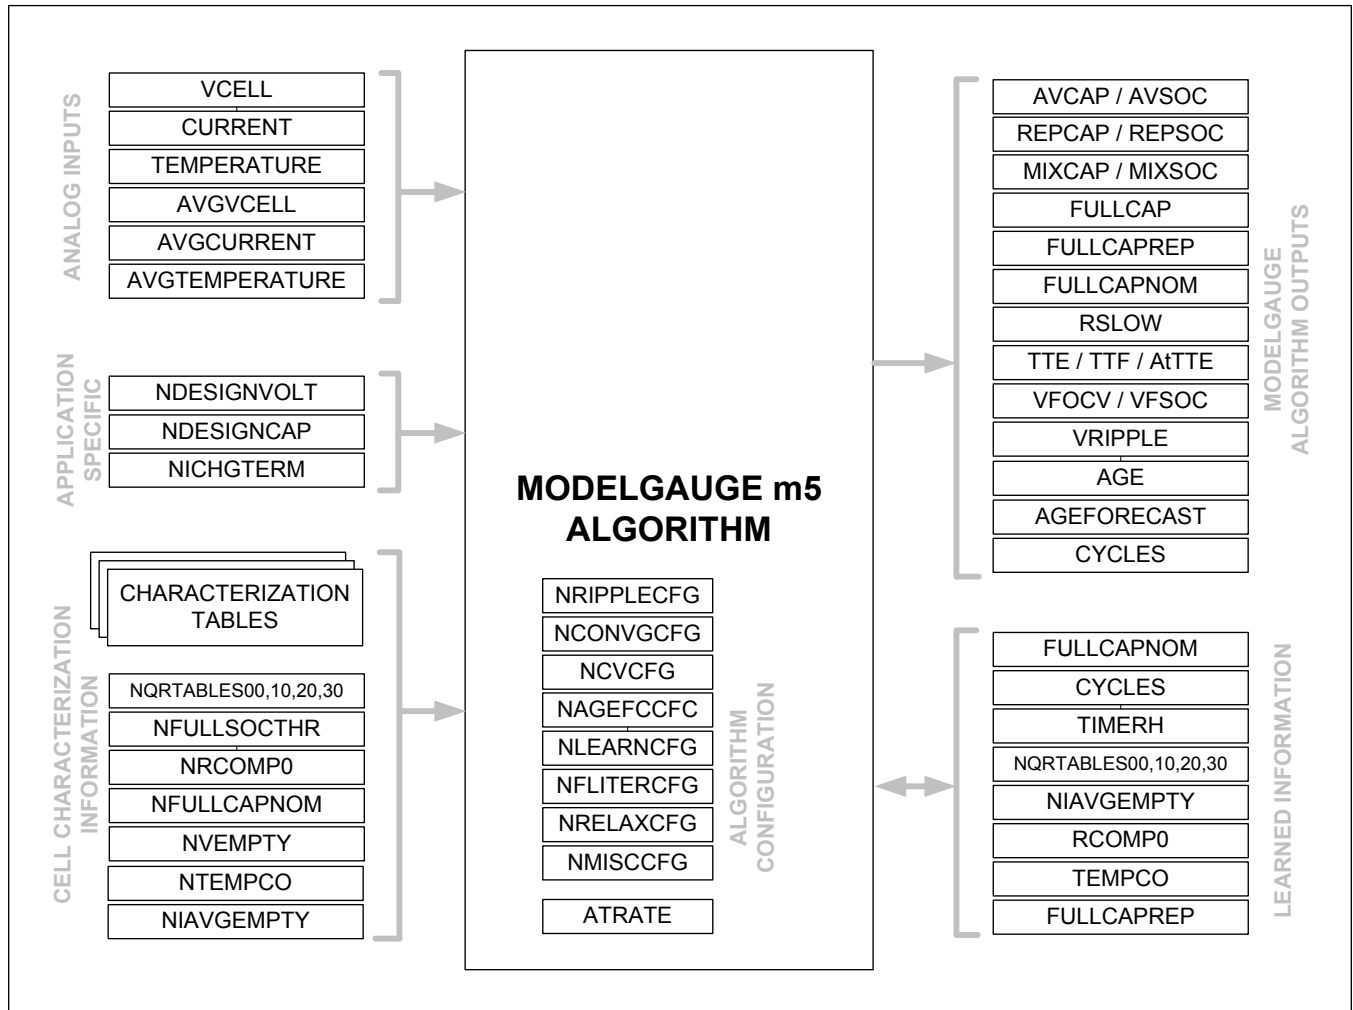 ANALOG INPUTS
VCELL
CURRENT
TEMPERATURE
AVGVCELL
AVGCURRENT
AVGTEMPERATURE
APPLICATION
SPECIFIC
NDESIGNVOLT
NDESIGNCAP
NICHGTERM
CELL CHARACTERIZATION
INFORMATION
CHARACTERIZATION
TABLES
NQRTABLES00,10,20,30
NFULLSOCTHR
NRCOMP0
NFULLCAPNOM
NVEMPTY
NTEMPCO
NIAVGEMPTY
MODELGAUGE m5
ALGORITHM
NRIPPLECFG
NCONVGCFG
NCVCFG
NAGEFCCFC
NLEARNCFG
NFLITERCFG
NRELAXCFG
NMISCCFG
ATRATE
ALGORITHM
CONFIGURATION
AVCAP / AVSOC
REPCAP / REPSOC
MIXCAP / MIXSOC
FULLCAP
FULLCAPREP
FULLCAPNOM
RSLOW
TTE / TTF / AtTTE
VFOCV / VFSOC
VRIPPLE
AGE
AGEFORECAST
CYCLES
MODELGAUGE
ALGORITHM OUTPUTS
FULLCAPNOM
CYCLES
TIMERH
NQRTABLES00,10,20,30
NIAVGEMPTY
RCOMP0
TEMPCO
FULLCAPREP
LEARNED INFORMATION